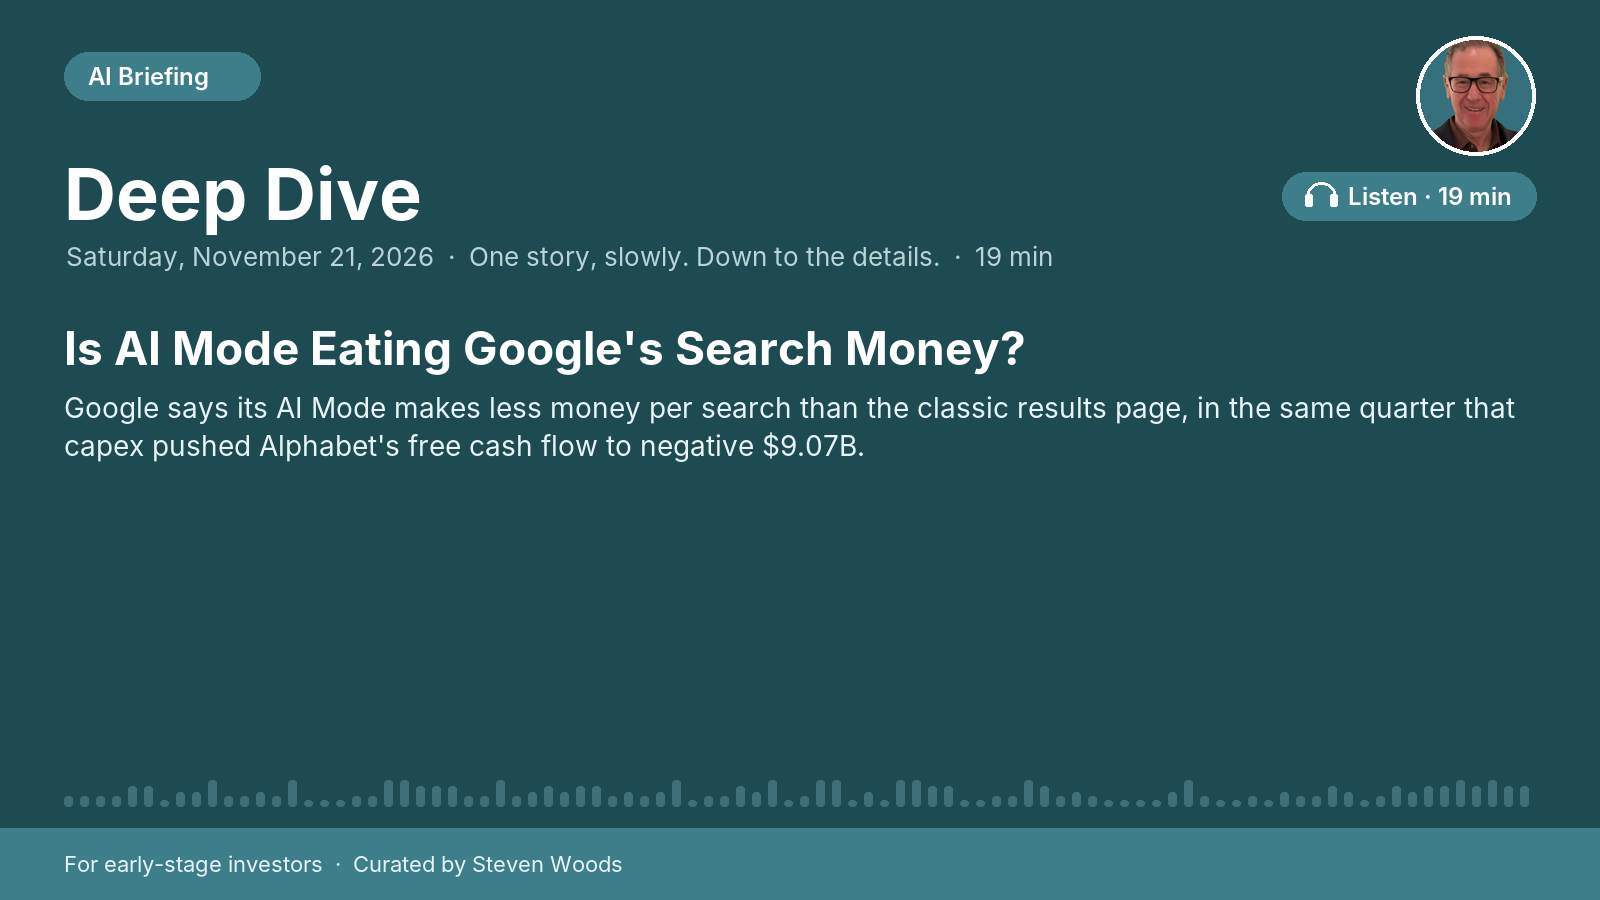 AI Briefing
Deep Dive
Listen · 19 min
Saturday, November 21, 2026 · One story, slowly. Down to the details. · 19 min
Is AI Mode Eating Google's Search Money?
Google says its AI Mode makes less money per search than the classic results page, in the same quarter that
capex pushed Alphabet's free cash flow to negative $9.07B.
For early-stage investors · Curated by Steven Woods